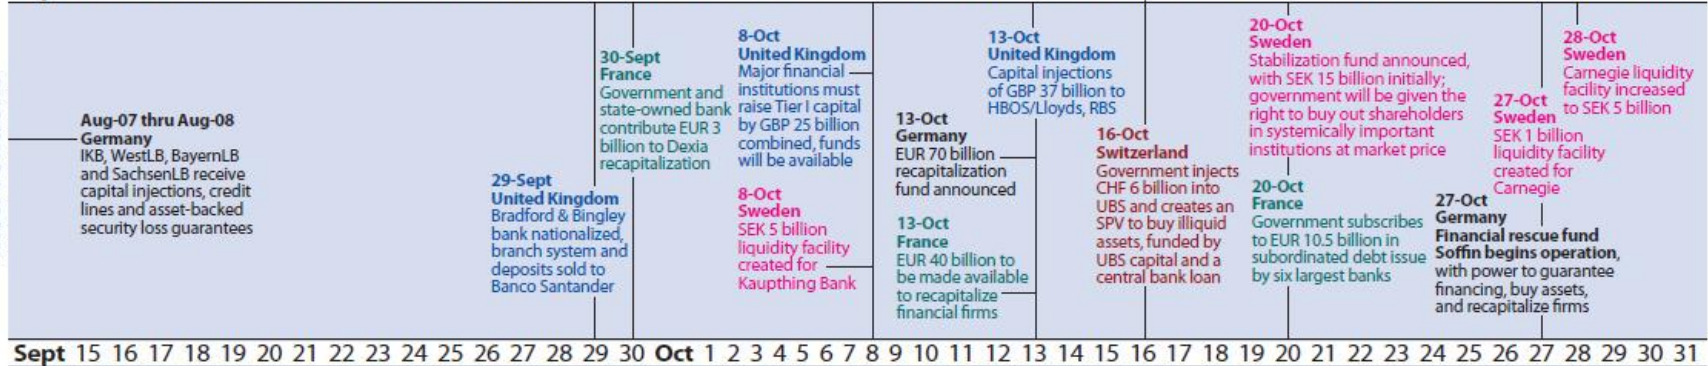 Aug-07 thru Aug-08
Germany
IKB, WestLB, BayernLB
and SachsenLB receive
capital injections, credit
lines and asset-backed
security loss guarantees
29-Sept
United Kingdom
Bradford & Bingley
bank nationalized,
branch system and
deposits sold to
Banco Santander
30-Sept
France
Government and
state-owned bank
contribute EUR 3
billion to Dexia
recapitalization
8-Oct
United Kingdom
Major financial
institutions must
raise Tier I capital
by GBP 25 billion
combined, funds
will be available
8-Oct
Sweden
SEK 5 billion
liquidity facility
created for
Kaupthing Bank
13-Oct
Germany
EUR 70 billion
recapitalization
fund announced
13-Oct
France
EUR 40 billion to
be made available
to recapitalize
financial firms
13-Oct
United Kingdom
Capital injections
of GBP 37 billion to
HBOS/Lloyds, RBS
16-Oct
Switzerland
Government injects
CHF 6 billion into
UBS and creates an
SPV to buy illiquid
assets, funded by
UBS capital and a
central bank loan
20-Oct
Sweden
Stabilization fund announced,
with SEK 15 billion initially;
government will be given the
right to buy out shareholders
in systemically important
institutions at market price
20-Oct
France
Government subscribes
to EUR 10.5 billion in
subordinated debt issue
by six largest banks
27-Oct
Germany
Financial rescue fund
Soffin begins operation,
with power to guarantee
financing, buy assets,
and recapitalize firms
27-Oct
Sweden
SEK 1 billion
liquidity facility
created for
Carnegie
28-Oct
Sweden
Carnegie liquidity
facility increased
to SEK 5 billion
Sept 15 16 17 18 19 20 21 22 23 24 25 26 27 28 29 30 Oct 1 2 3 4 5 6 7 8 9 10 11 12 13 14 15 16 17 18 19 20 21 22 23 24 25 26 27 28 29 30 31